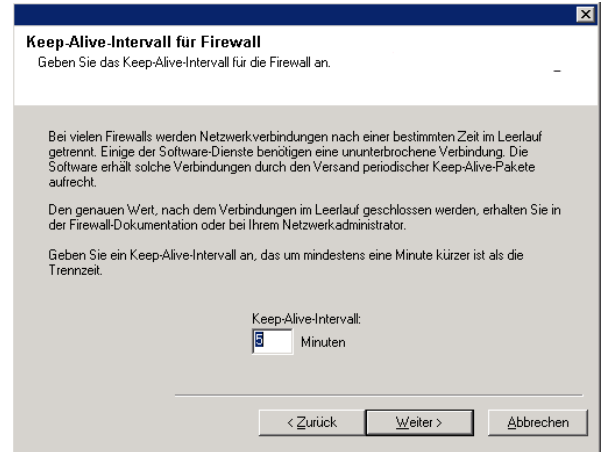 Keep-Alive-Intervall für Firewall
Geben Sie das Keep-Alive-Intervall für die Firewall an.
Bei vielen Firewalls werden Netzwerkverbindungen nach einer bestimmten Zeit im Leerlauf
getrennt. Einige der Software-Dienste benötigen eine ununterbrochene Verbindung. Die
Software erhält solche Verbindungen durch den Versand periodischer Keep-Alive-Pakete
aufrecht.
Den genauen Wert, nach dem Verbindungen im Leerlauf geschlossen werden, erhalten Sie in
der Firewall-Dokumentation oder bei Ihrem Netzwerkadministrator.
Geben Sie ein Keep-Alive-Intervall an, das um mindestens eine Minute kürzer ist als die
Trennzeit.
Keep-Alive-Intervall:
5 Minuten
< Zurück Weiter > Abbrechen